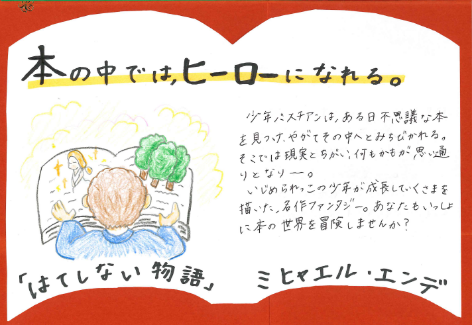 本の中では、ヒーローになれる。
少年バスチアンは、ある日不思議な本
を見つけ、やがてその中へとみちびかれる。
そこでは現実とちがい、何もかもが思い通
りとなり―。
いじめられっこの少年が成長していくさまを
描いた、名作ファンタジー。あなたもいっしょ
に本の世界を冒険しませんか?
「はてしない物語」
ミヒャエル・エンデ